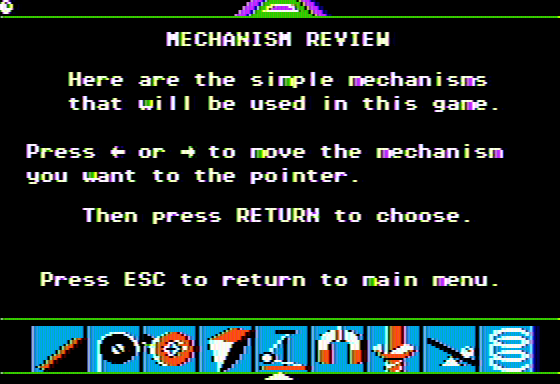 MECHANISM REVIEW
Here are the simple mechanisms
that will be used in this game.
Press ← or → to move the mechanism
you want to the pointer.
Then press RETURN to choose.
Press ESC to return to main menu.